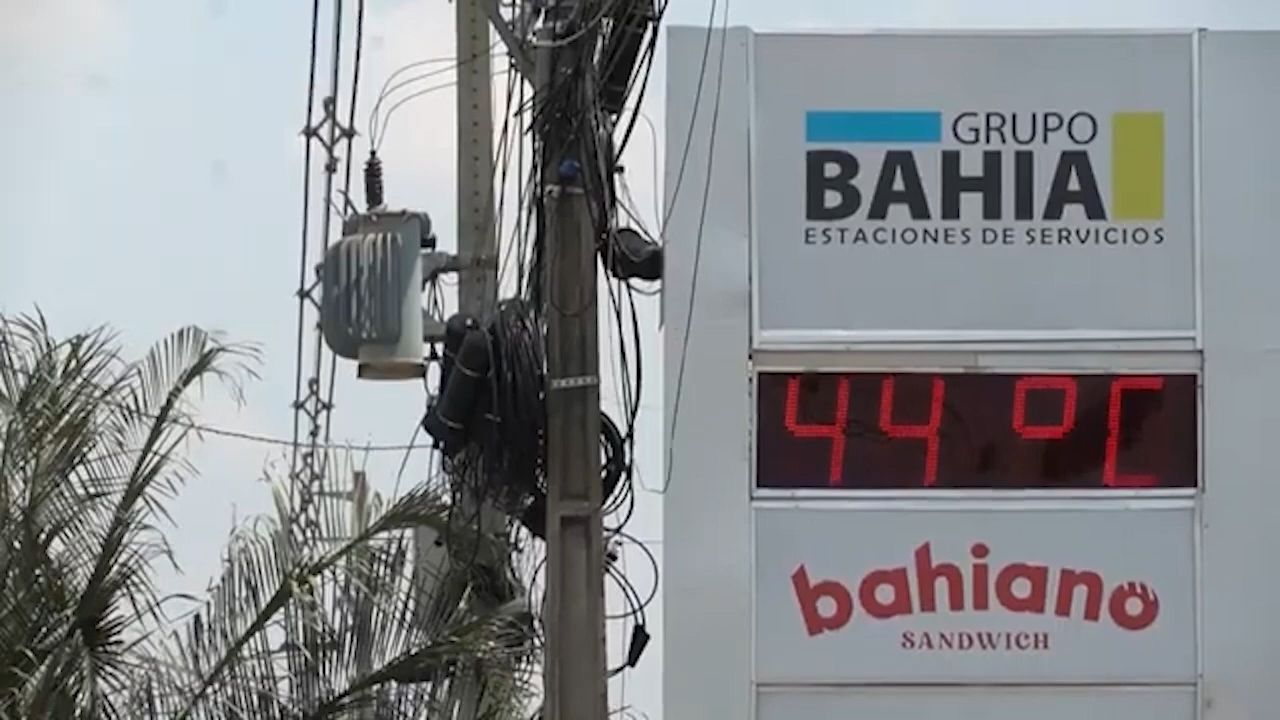 GRUPO
BAHIA
ESTACIONES DE SERVICIOS
44 °C
bahiano
SANDWICH